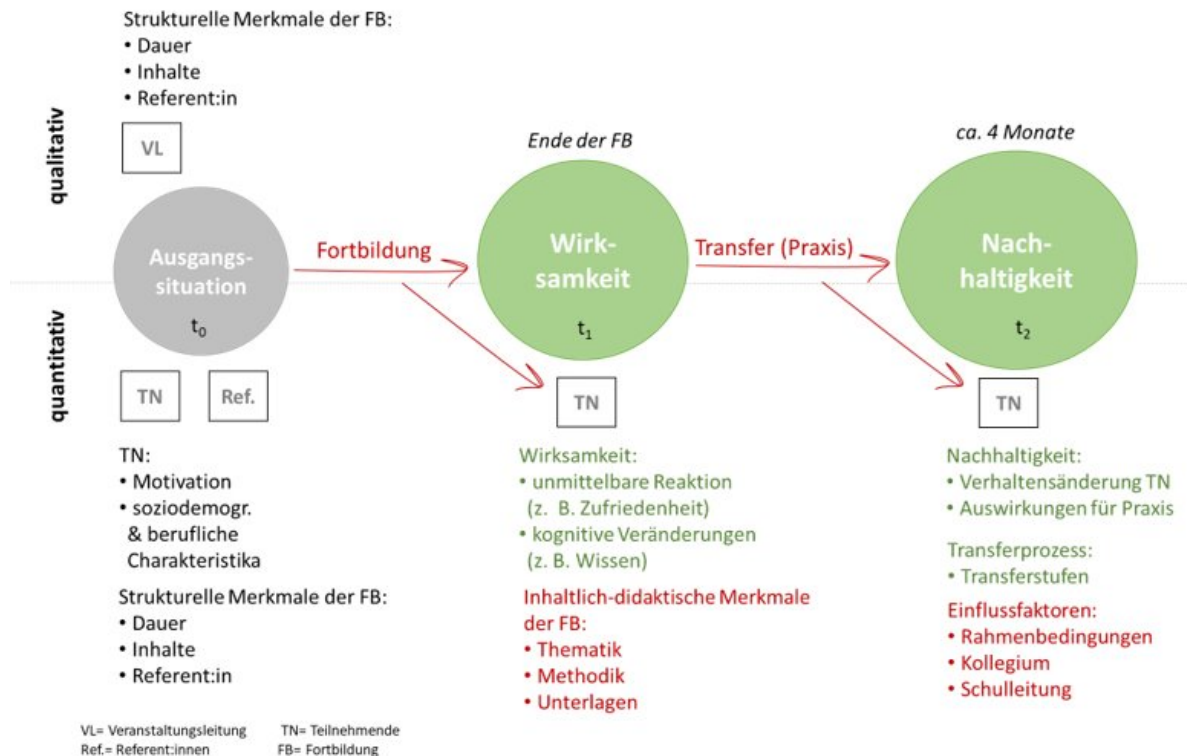 Strukturelle Merkmale der FB:
• Dauer
• Inhalte
• Referent:in
qualitativ
VL
Ende der FB
ca. 4 Monate
Ausgangs-
situation
t₀
Fortbildung
Wirk-
samkeit
t₁
Transfer (Praxis)
Nach-
haltigkeit
t₂
quantitativ
TN
Ref.
TN
TN
TN:
• Motivation
• soziodemogr.
& berufliche
Charakteristika
Strukturelle Merkmale der FB:
• Dauer
• Inhalte
• Referent:in
Wirksamkeit:
• unmittelbare Reaktion
(z. B. Zufriedenheit)
• kognitive Veränderungen
(z. B. Wissen)
Inhaltlich-didaktische Merkmale
der FB:
• Thematik
• Methodik
• Unterlagen
Nachhaltigkeit:
• Verhaltensänderung TN
• Auswirkungen für Praxis
Transferprozess:
• Transferstufen
Einflussfaktoren:
• Rahmenbedingungen
• Kollegium
• Schulleitung
VL= Veranstaltungsleitung TN= Teilnehmende
Ref.= Referent:innen FB= Fortbildung